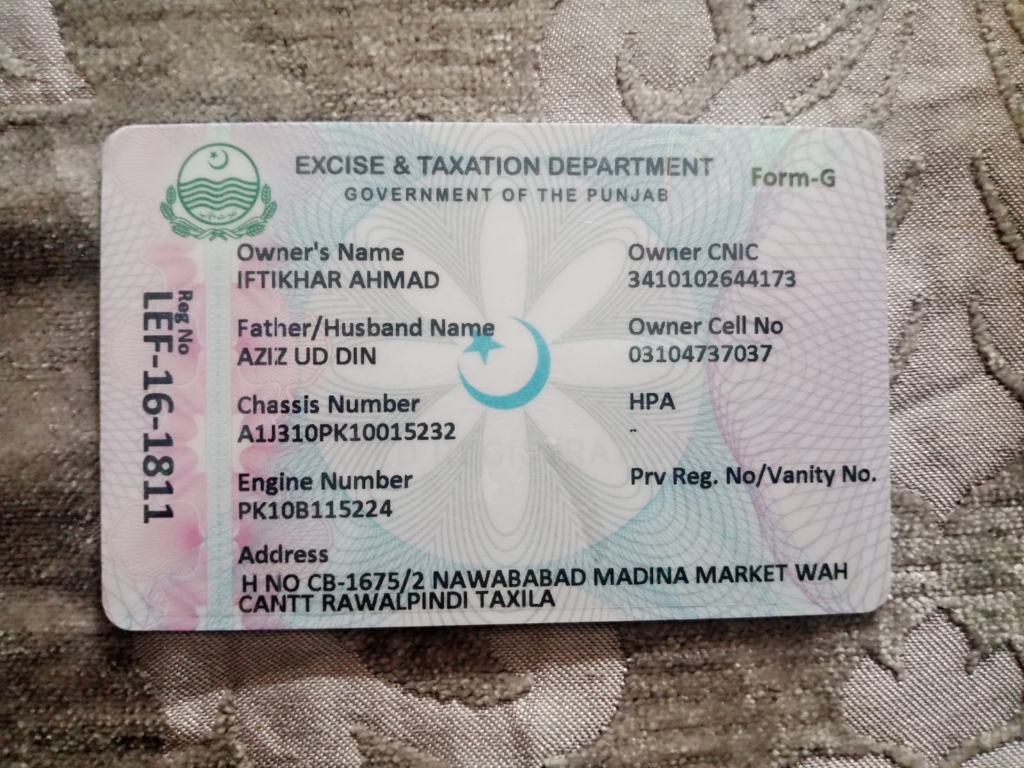 EXCISE & TAXATION DEPARTMENT
GOVERNMENT OF THE PUNJAB
Form-G
Reg No
LEF-16-1811
Owner's Name
IFTIKHAR AHMAD
Owner CNIC
3410102644173
Father/Husband Name
AZIZ UD DIN
Owner Cell No
03104737037
Chassis Number
A1J310PK10015232
HPA
-
Engine Number
PK10B115224
Prv Reg. No/Vanity No.
Address
H NO CB-1675/2 NAWABABAD MADINA MARKET WAH
CANTT RAWALPINDI TAXILA